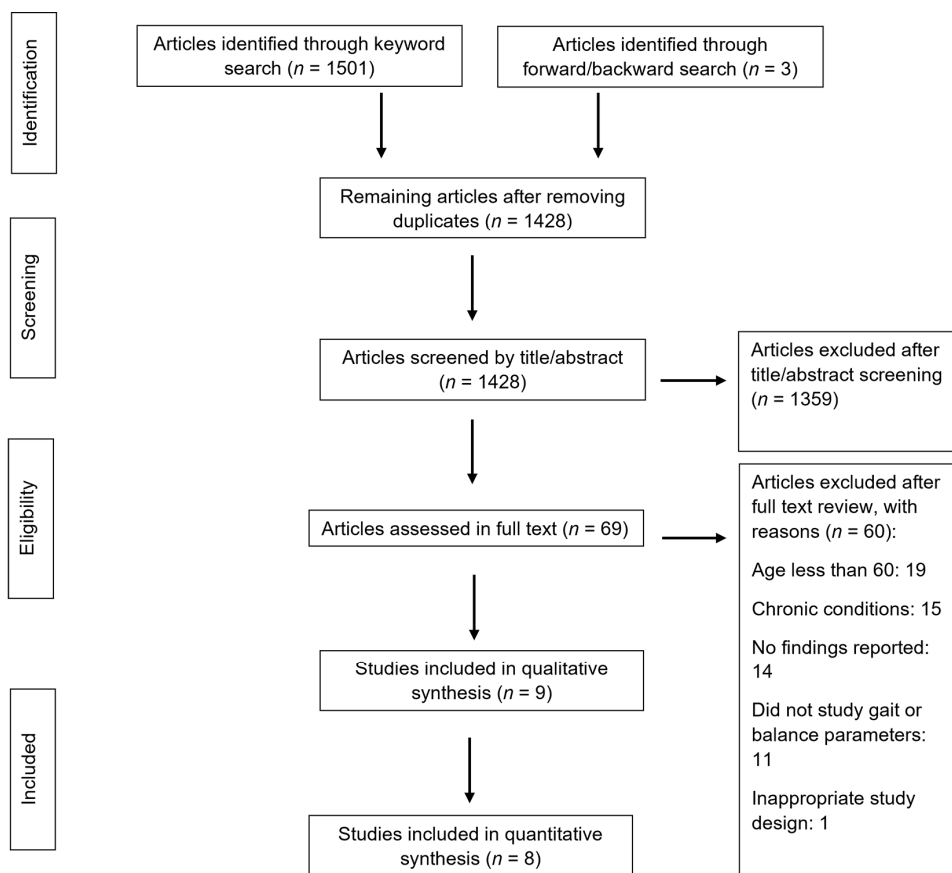 Identification
Articles identified through keyword
search (n = 1501)
Articles identified through
forward/backward search (n = 3)
Remaining articles after removing
duplicates (n = 1428)
Screening
Articles screened by title/abstract
(n = 1428)
Articles excluded after
title/abstract screening
(n = 1359)
Eligibility
Articles assessed in full text (n = 69)
Articles excluded after
full text review, with
reasons (n = 60):
Age less than 60: 19
Chronic conditions: 15
No findings reported:
14
Did not study gait or
balance parameters:
11
Inappropriate study
design: 1
Studies included in qualitative
synthesis (n = 9)
Included
Studies included in quantitative
synthesis (n = 8)